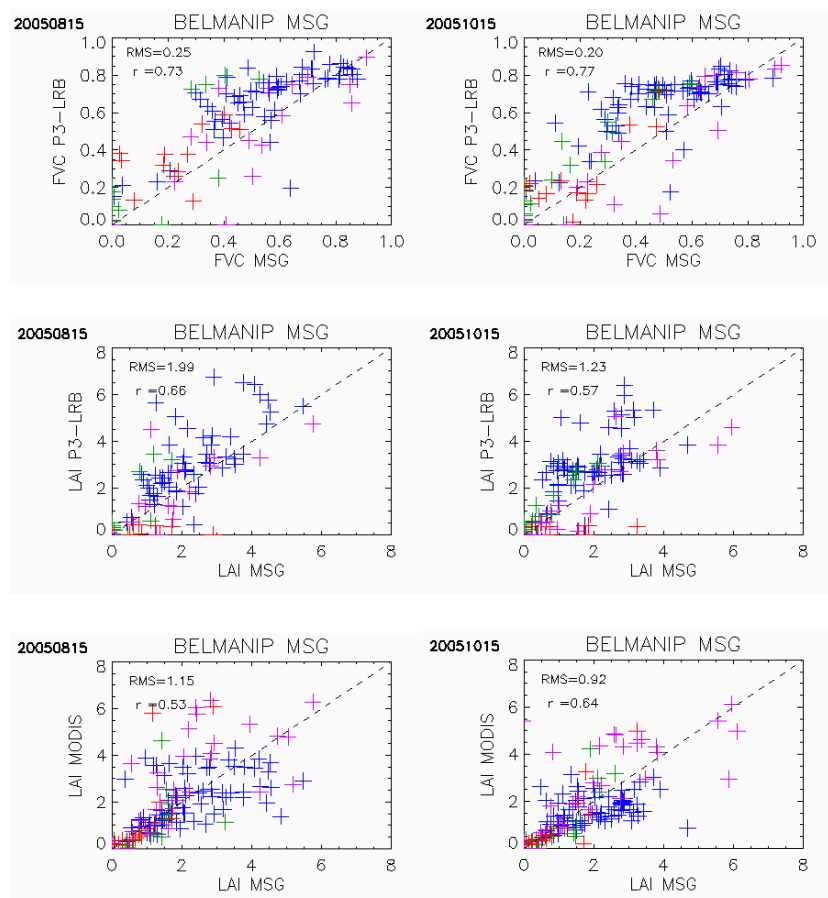 20050815 BELMANIP MSG
RMS=0.25
r =0.73
1.0
0.8
0.6
0.4
0.2
0.0
FVC P3-LRB
0.0 0.2 0.4 0.6 0.8 1.0
FVC MSG
20051015 BELMANIP MSG
RMS=0.20
r =0.77
1.0
0.8
0.6
0.4
0.2
0.0
FVC P3-LRB
0.0 0.2 0.4 0.6 0.8 1.0
FVC MSG
20050815 BELMANIP MSG
RMS=1.99
r =0.66
8
6
4
2
0
LAI P3-LRB
0 2 4 6 8
LAI MSG
20051015 BELMANIP MSG
RMS=1.23
r =0.57
8
6
4
2
0
LAI P3-LRB
0 2 4 6 8
LAI MSG
20050815 BELMANIP MSG
RMS=1.15
r =0.53
8
6
4
2
0
LAI MODIS
0 2 4 6 8
LAI MSG
20051015 BELMANIP MSG
RMS=0.92
r =0.64
8
6
4
2
0
LAI MODIS
0 2 4 6 8
LAI MSG